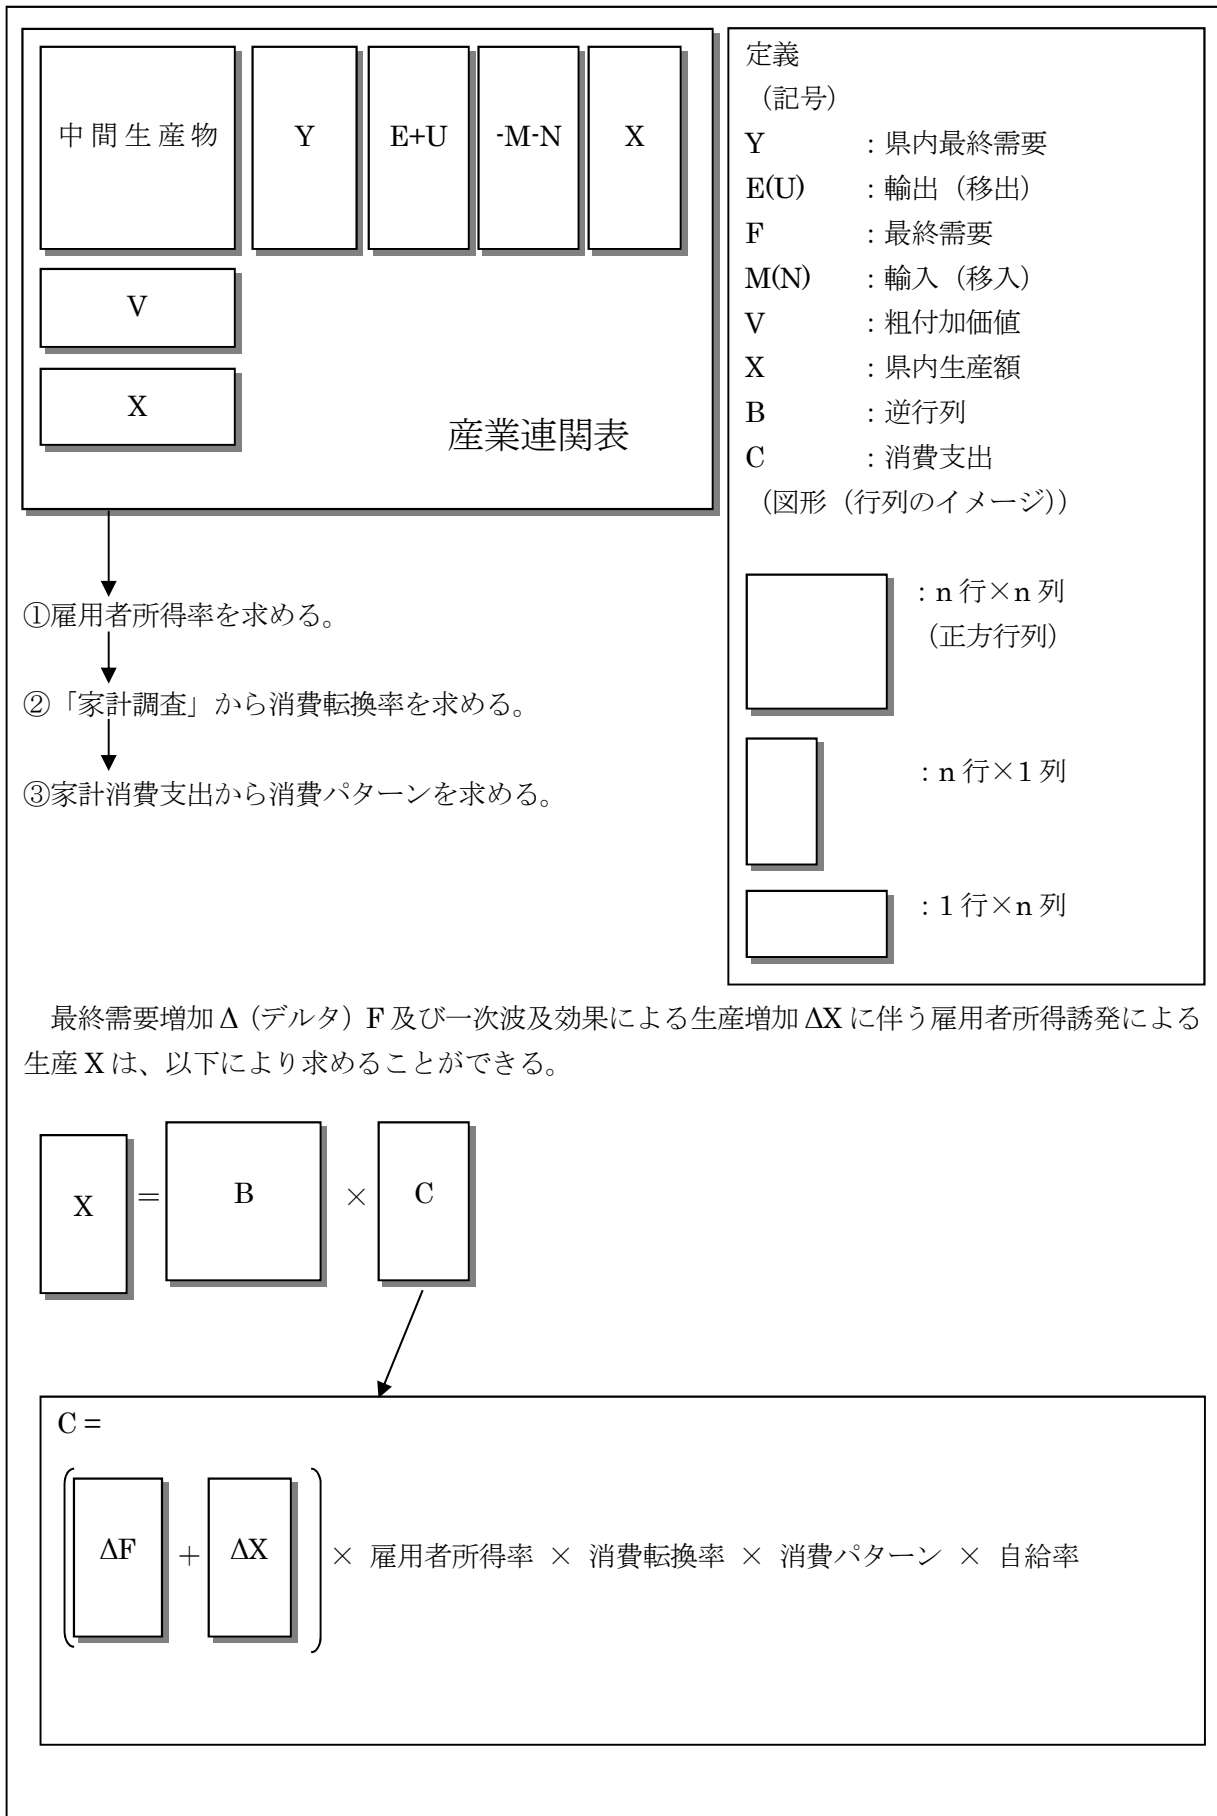 中間生産物
Y
E+U
-M-N
X
V
X
産業連関表
定義
（記号）
Y ：県内最終需要
E(U) ：輸出（移出）
F ：最終需要
M(N) ：輸入（移入）
V ：粗付加価値
X ：県内生産額
B ：逆行列
C ：消費支出
（図形（行列のイメージ））
：n 行×n 列
（正方行列）
：n 行×1 列
：1 行×n 列
①雇用者所得率を求める。
②「家計調査」から消費転換率を求める。
③家計消費支出から消費パターンを求める。
最終需要増加 Δ（デルタ）F 及び一次波及効果による生産増加 ΔX に伴う雇用者所得誘発による
生産 X は、以下により求めることができる。
X ＝ B × C
C =
(ΔF + ΔX) × 雇用者所得率 × 消費転換率 × 消費パターン × 自給率